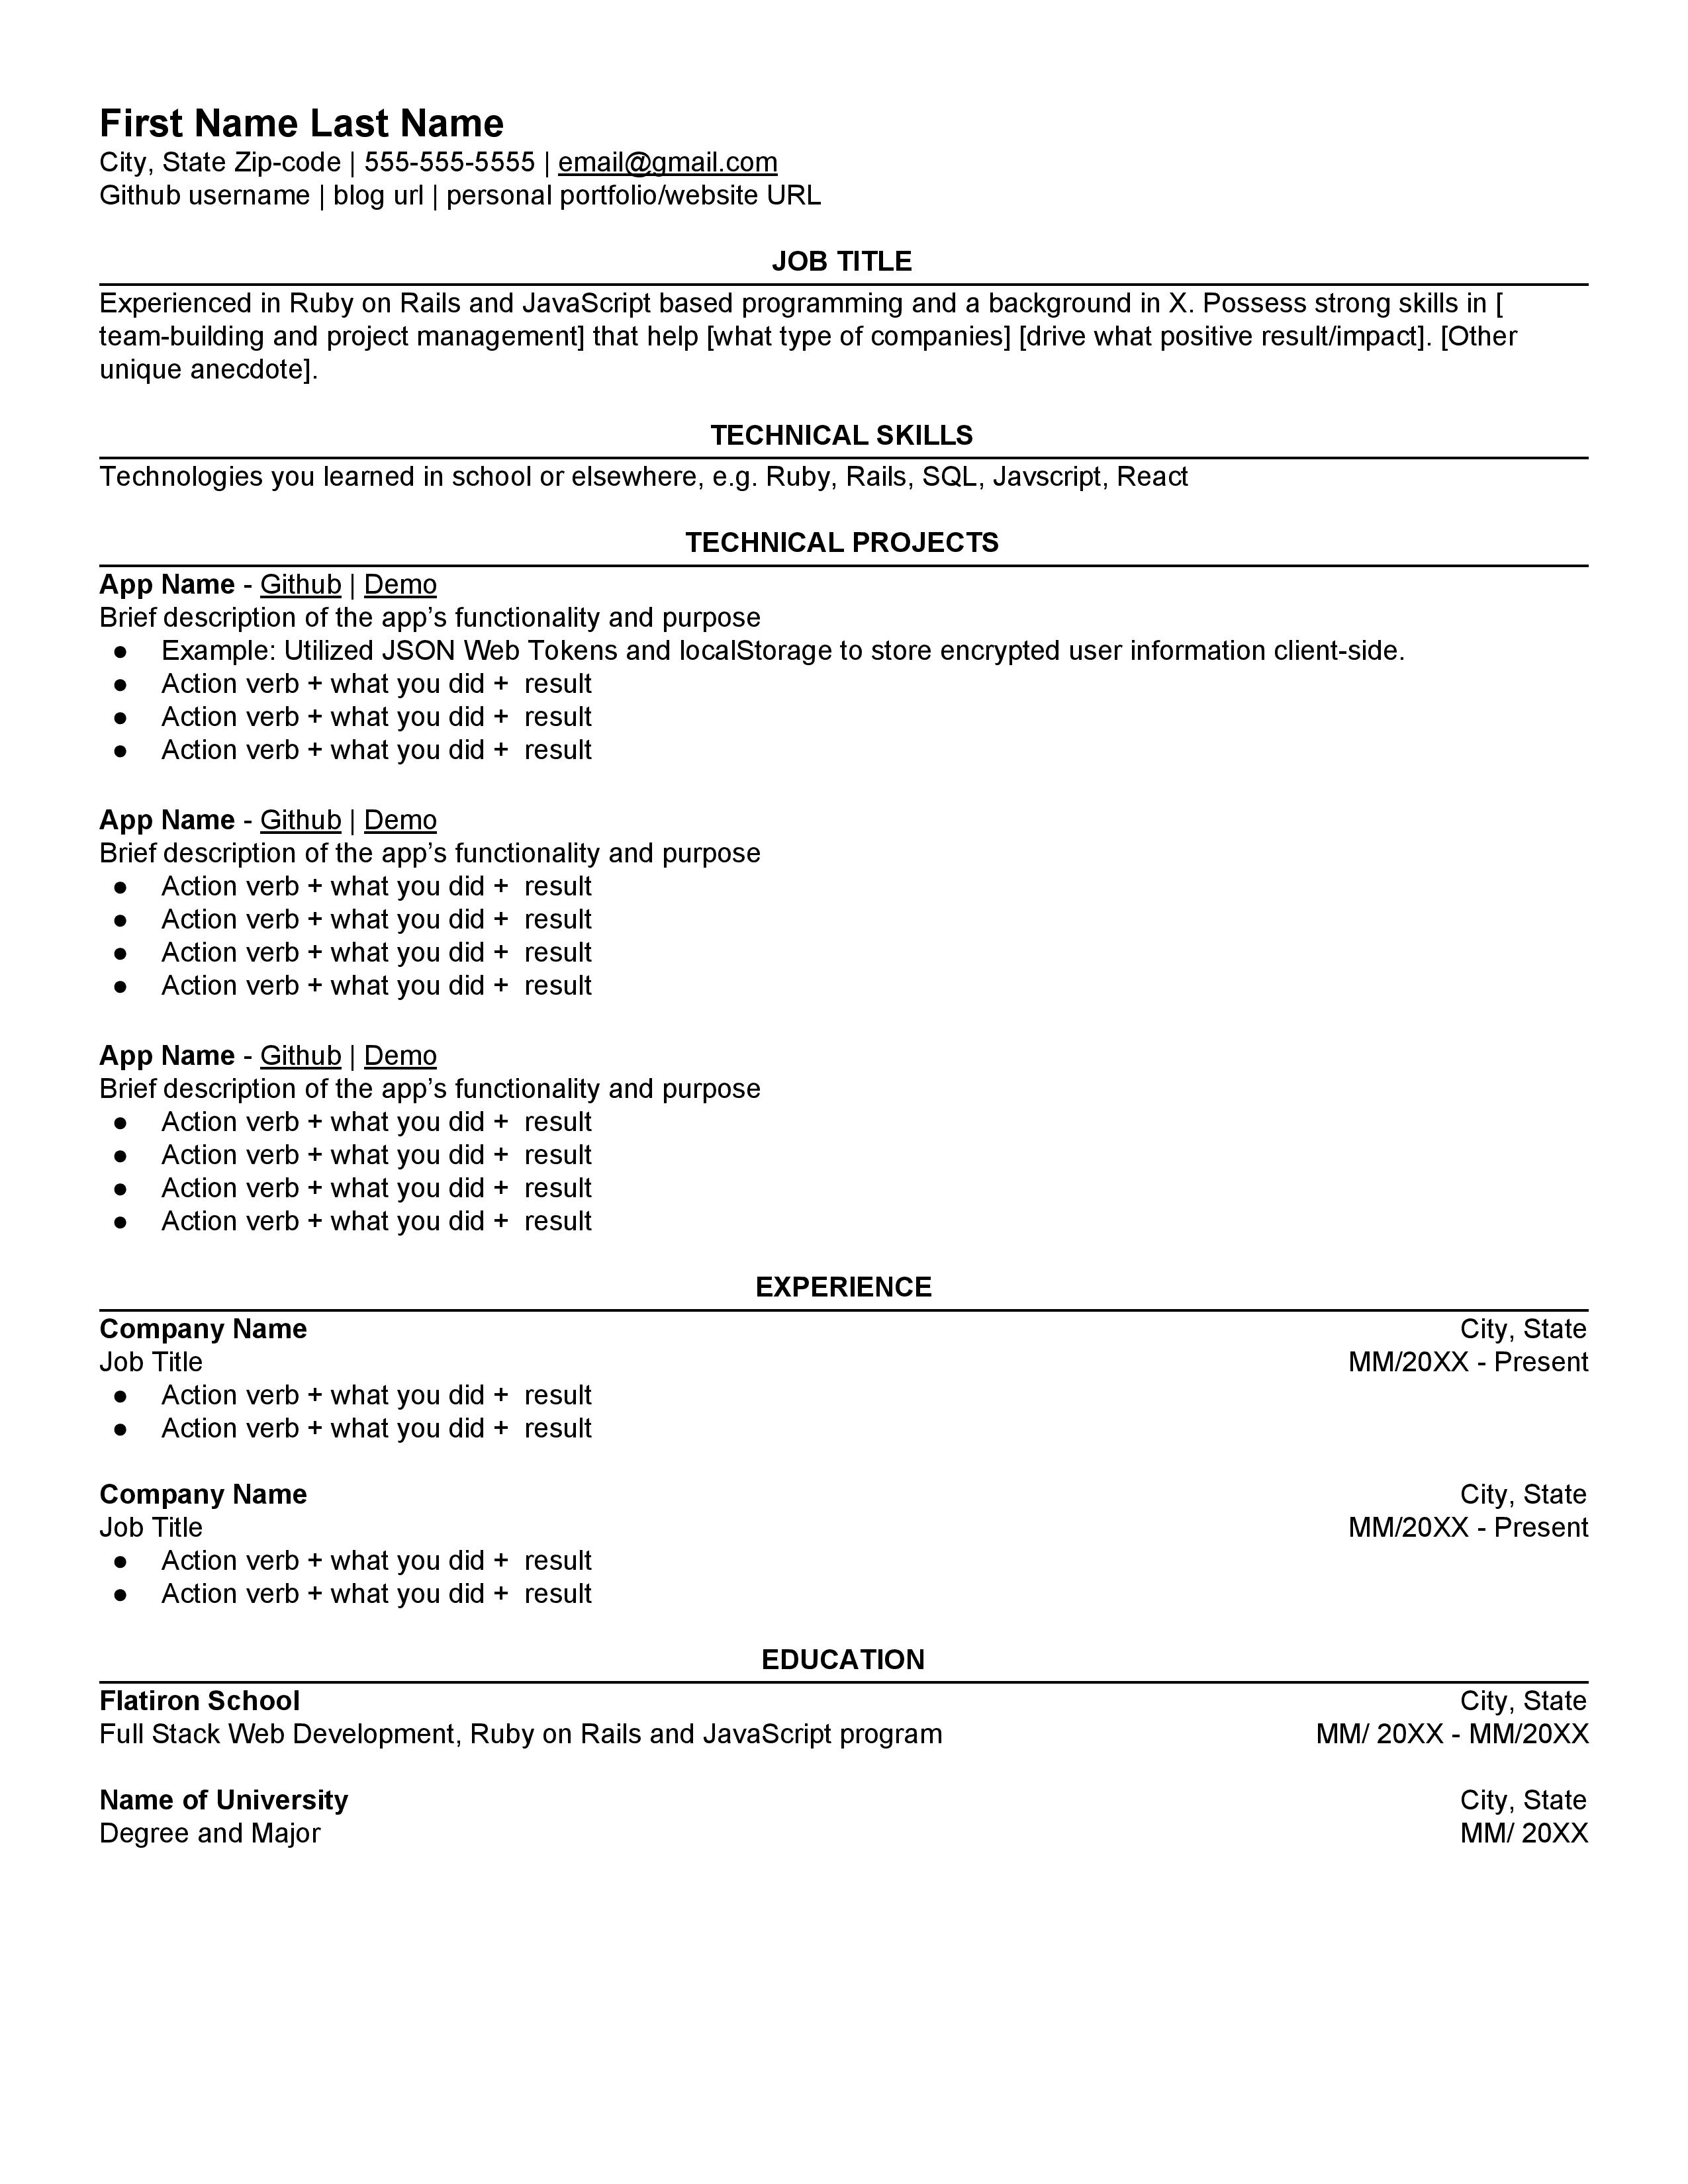 First Name Last Name
City, State Zip-code | 555-555-5555 | email@gmail.com
Github username | blog url | personal portfolio/website URL
JOB TITLE
Experienced in Ruby on Rails and JavaScript based programming and a background in X. Possess strong skills in [
team-building and project management] that help [what type of companies] [drive what positive result/impact]. [Other
unique anecdote].
TECHNICAL SKILLS
Technologies you learned in school or elsewhere, e.g. Ruby, Rails, SQL, Javscript, React
TECHNICAL PROJECTS
App Name - Github | Demo
Brief description of the app’s functionality and purpose
● Example: Utilized JSON Web Tokens and localStorage to store encrypted user information client-side.
● Action verb + what you did +  result
● Action verb + what you did +  result
● Action verb + what you did +  result
App Name - Github | Demo
Brief description of the app’s functionality and purpose
● Action verb + what you did +  result
● Action verb + what you did +  result
● Action verb + what you did +  result
● Action verb + what you did +  result
App Name - Github | Demo
Brief description of the app’s functionality and purpose
● Action verb + what you did +  result
● Action verb + what you did +  result
● Action verb + what you did +  result
● Action verb + what you did +  result
EXPERIENCE
Company Name City, State
Job Title MM/20XX - Present
● Action verb + what you did +  result
● Action verb + what you did +  result
Company Name City, State
Job Title MM/20XX - Present
● Action verb + what you did +  result
● Action verb + what you did +  result
EDUCATION
Flatiron School City, State
Full Stack Web Development, Ruby on Rails and JavaScript program MM/ 20XX - MM/20XX
Name of University City, State
Degree and Major MM/ 20XX